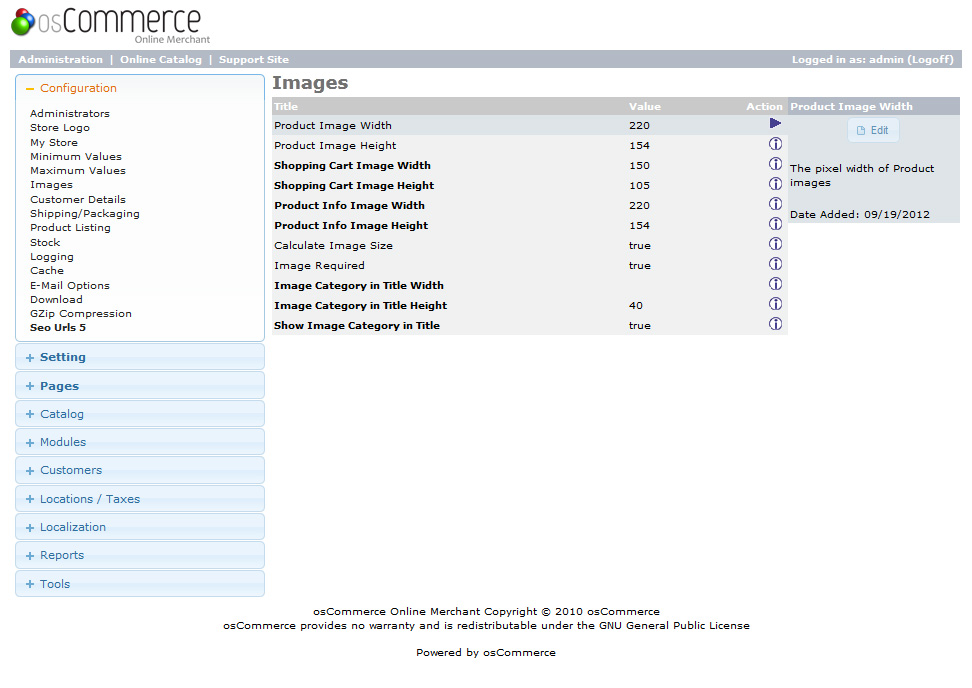 osCommerce
Online Merchant
Administration | Online Catalog | Support Site
Logged in as: admin (Logoff)
Configuration
Administrators
Store Logo
My Store
Minimum Values
Maximum Values
Images
Customer Details
Shipping/Packaging
Product Listing
Stock
Logging
Cache
E-Mail Options
Download
GZip Compression
Seo Urls 5
Setting
Pages
Catalog
Modules
Customers
Locations / Taxes
Localization
Reports
Tools
Images
Title Value Action
Product Image Width 220
Product Image Height 154
Shopping Cart Image Width 150
Shopping Cart Image Height 105
Product Info Image Width 220
Product Info Image Height 154
Calculate Image Size true
Image Required true
Image Category in Title Width
Image Category in Title Height 40
Show Image Category in Title true
Product Image Width
Edit
The pixel width of Product
images
Date Added: 09/19/2012
osCommerce Online Merchant Copyright © 2010 osCommerce
osCommerce provides no warranty and is redistributable under the GNU General Public License
Powered by osCommerce